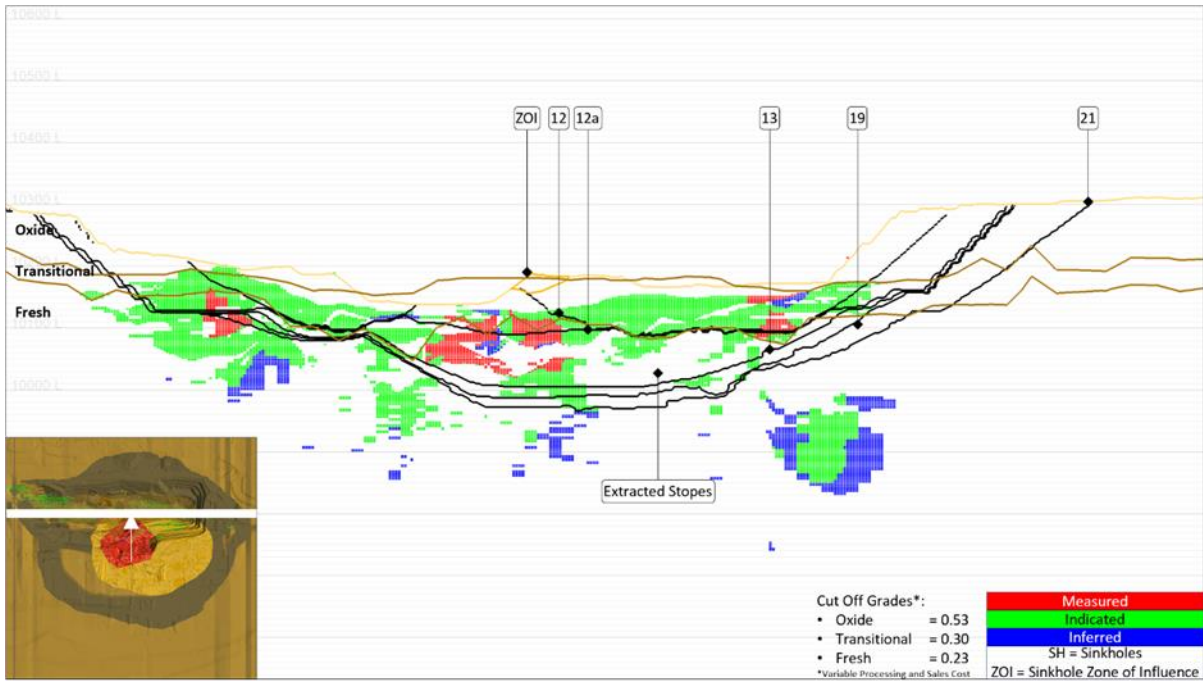 10600 L
10500 L
10400 L
ZOI
12
12a
13
19
21
10300 L
Oxide
Transitional
Fresh
10100 L
10000 L
Extracted Stopes
Cut Off Grades*:
• Oxide = 0.53
• Transitional = 0.30
• Fresh = 0.23
*Variable Processing and Sales Cost
Measured
Indicated
Inferred
SH = Sinkholes
ZOI = Sinkhole Zone of Influence